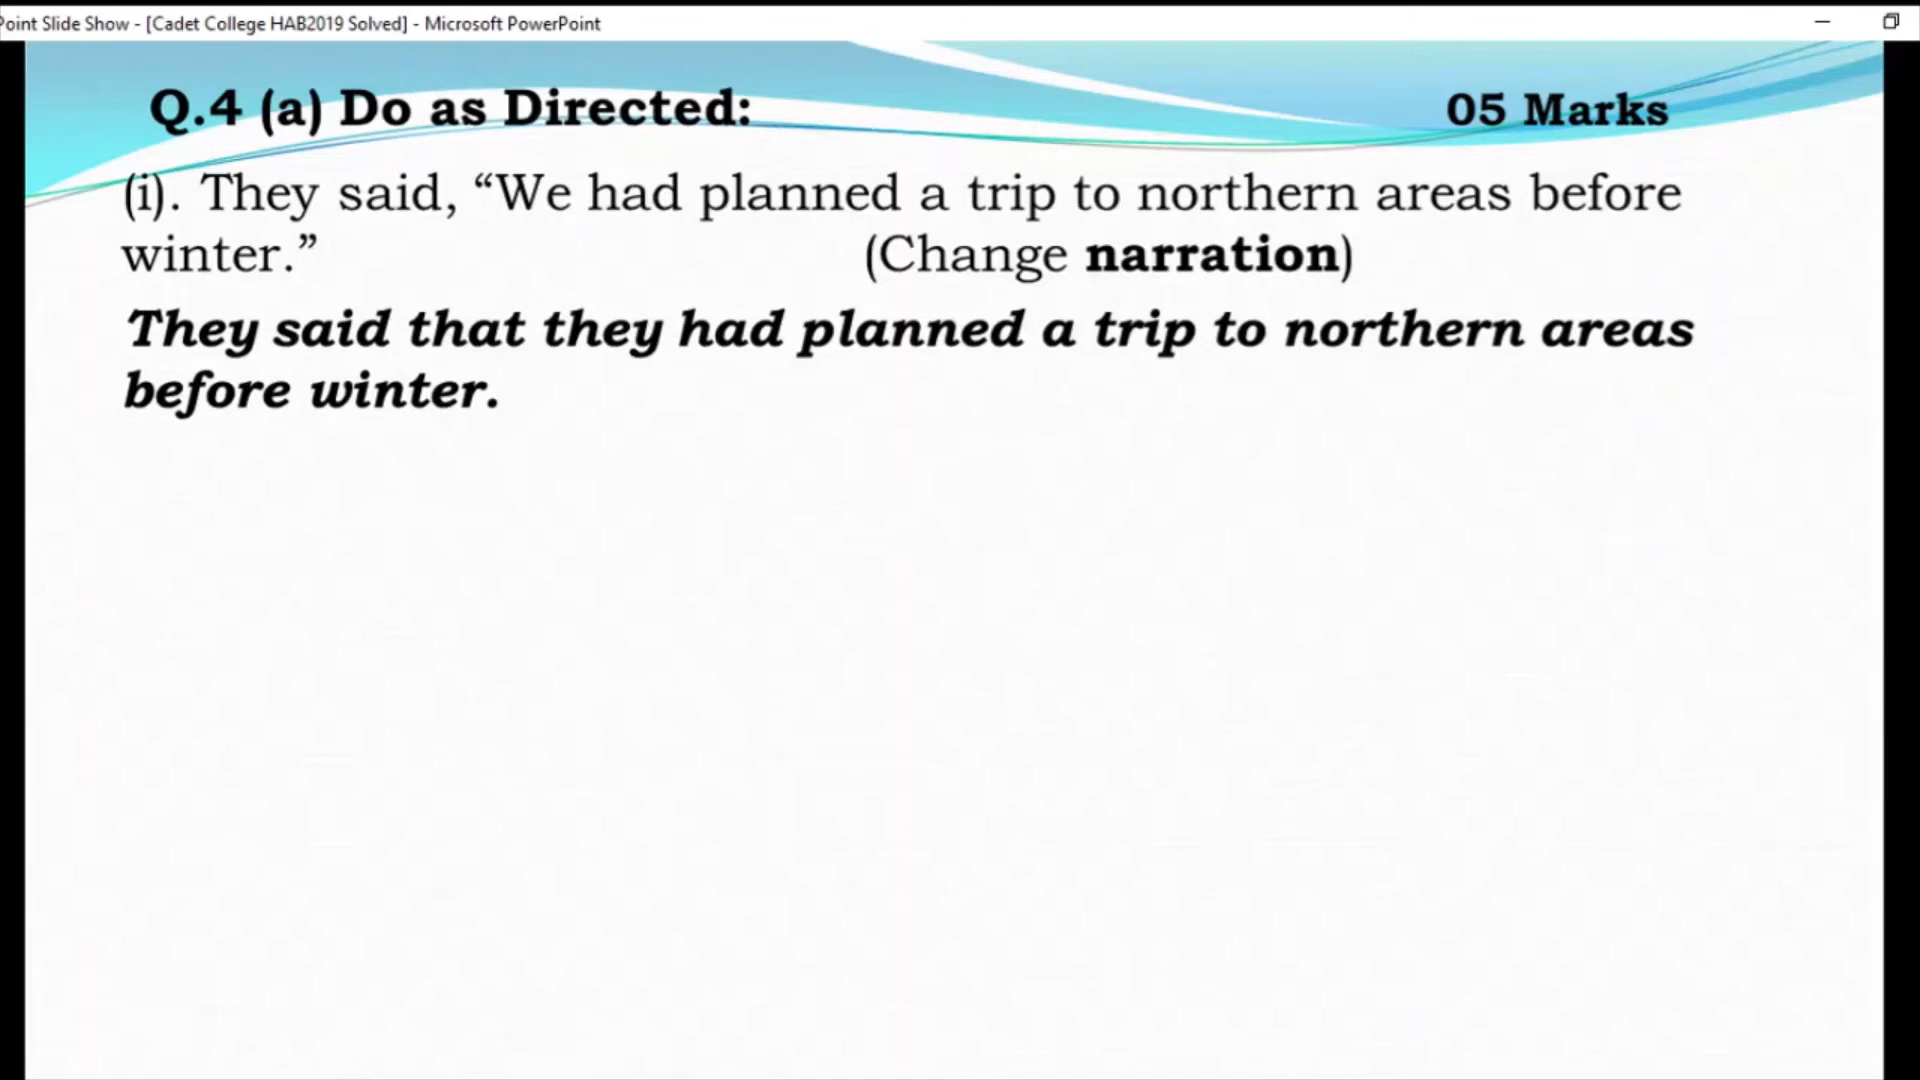 Point Slide Show - [Cadet College HAB2019 Solved] - Microsoft PowerPoint
Q.4 (a) Do as Directed: 05 Marks
(i). They said, “We had planned a trip to northern areas before
winter.” (Change narration)
They said that they had planned a trip to northern areas
before winter.